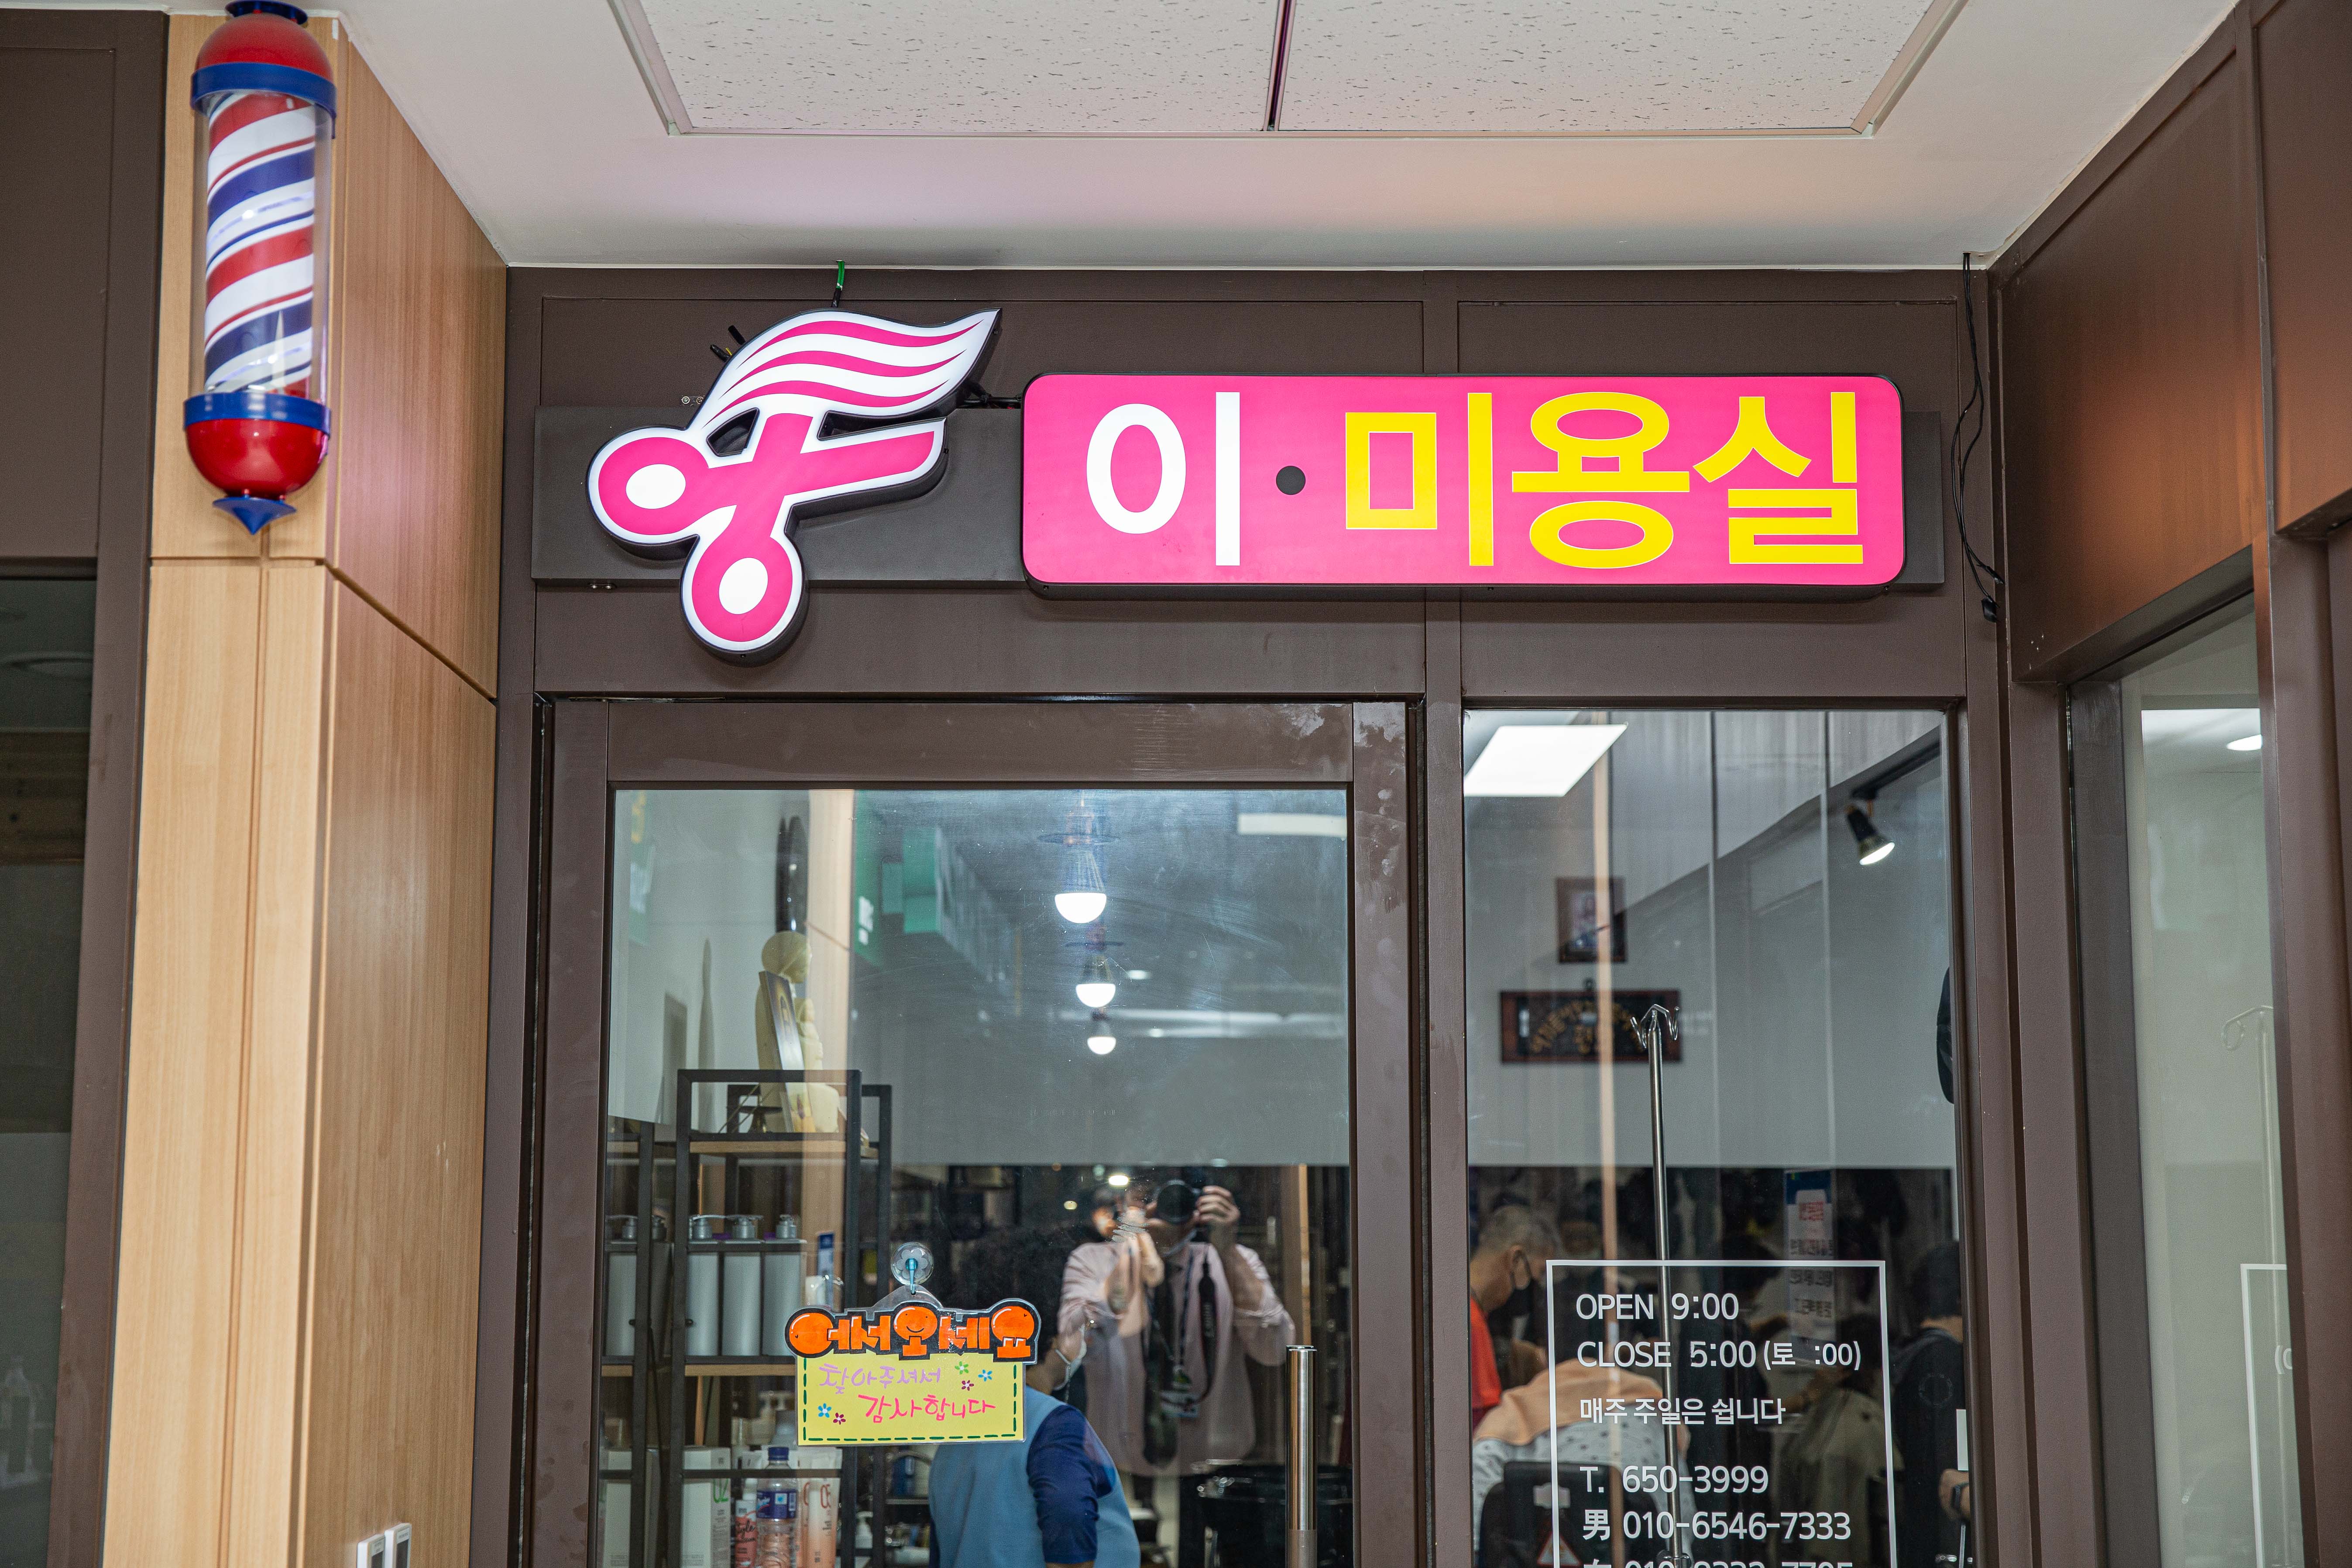 이·미용실
어서오세요
찾아주셔서
감사합니다
OPEN 9:00
CLOSE 5:00 (토 :00)
매주 주일은 쉽니다
T. 650-3999
男 010-6546-7333